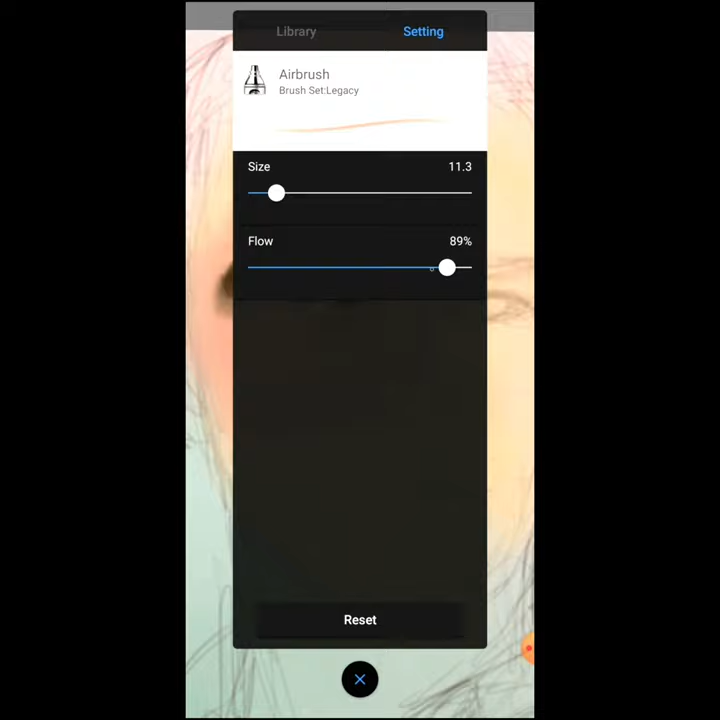 Library
Setting
Airbrush
Brush Set:Legacy
Size
11.3
Flow
89%
Reset